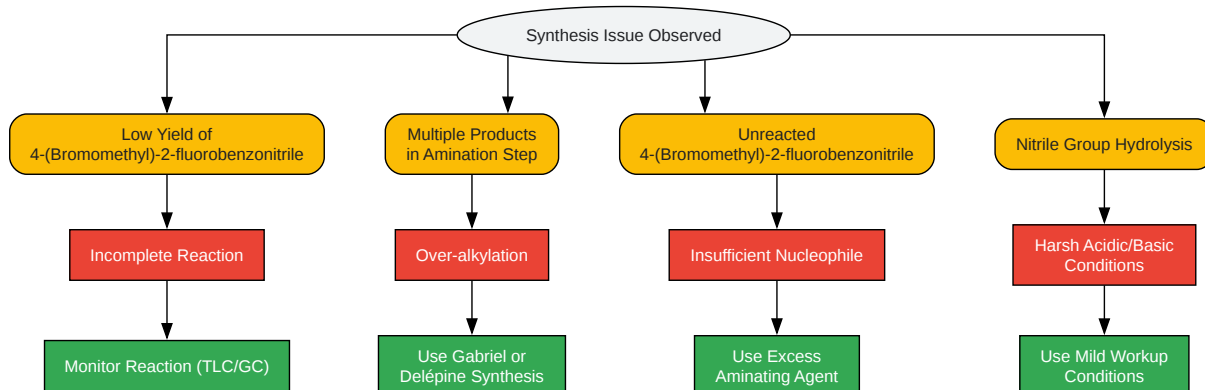 Synthesis Issue Observed
Low Yield of
4-(Bromomethyl)-2-fluorobenzonitrile
Multiple Products
in Amination Step
Unreacted
4-(Bromomethyl)-2-fluorobenzonitrile
Nitrile Group Hydrolysis
Incomplete Reaction
Over-alkylation
Insufficient Nucleophile
Harsh Acidic/Basic
Conditions
Monitor Reaction (TLC/GC)
Use Gabriel or
Delépine Synthesis
Use Excess
Aminating Agent
Use Mild Workup
Conditions